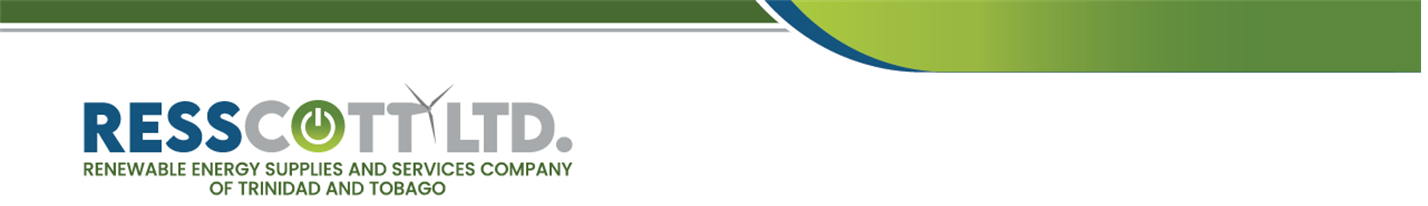 RESSCOTT LTD.
RENEWABLE ENERGY SUPPLIES AND SERVICES COMPANY
OF TRINIDAD AND TOBAGO